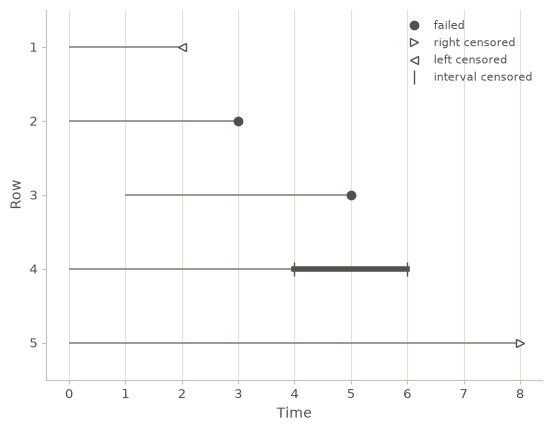 failed
right censored
left censored
interval censored
Row
1
2
3
4
5
0 1 2 3 4 5 6 7 8
Time